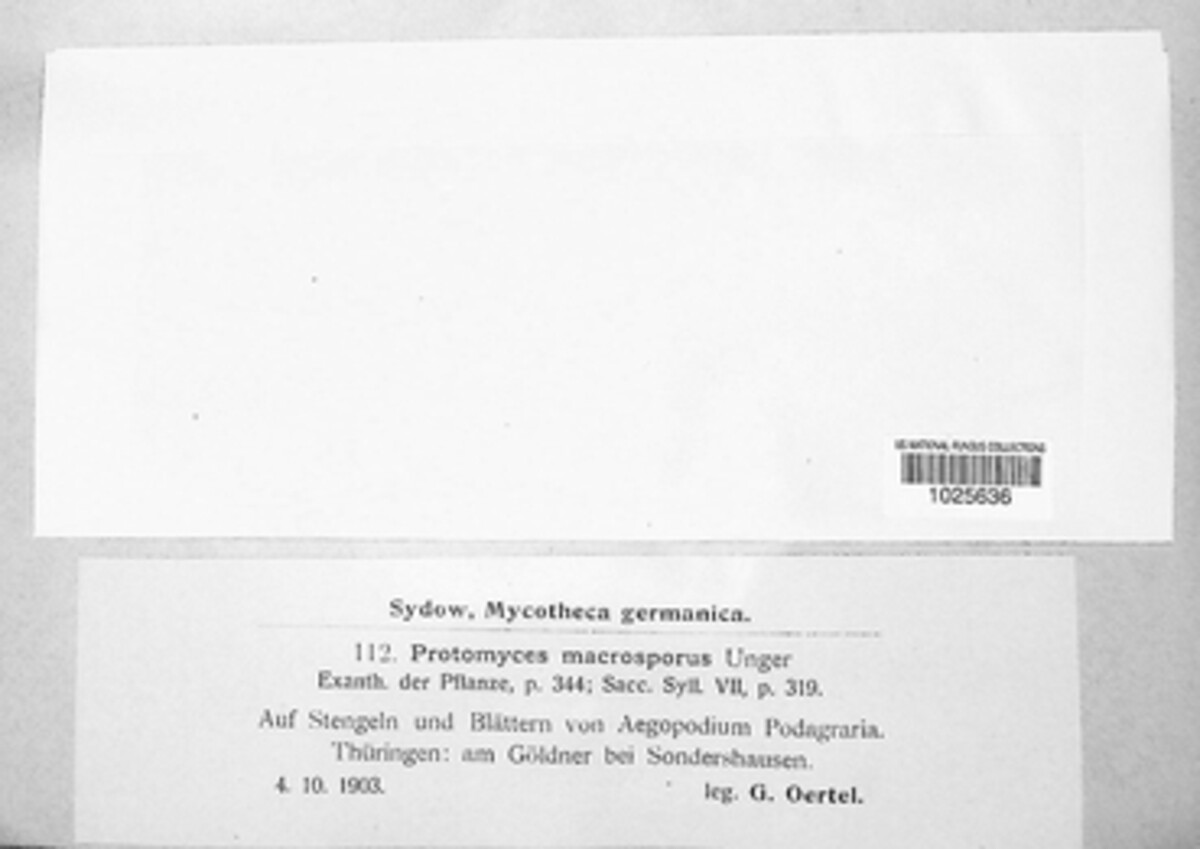 US NATIONAL FUNGUS COLLECTIONS
1025636
Sydow, Mycotheca germanica.
112. Protomyces macrosporus Unger
Exanth. der Pflanze, p. 344; Sacc. Syll. VII, p. 319.
Auf Stengeln und Blättern von Aegopodium Podagraria.
Thüringen: am Göldner bei Sondershausen.
4. 10. 1903. leg. G. Oertel.